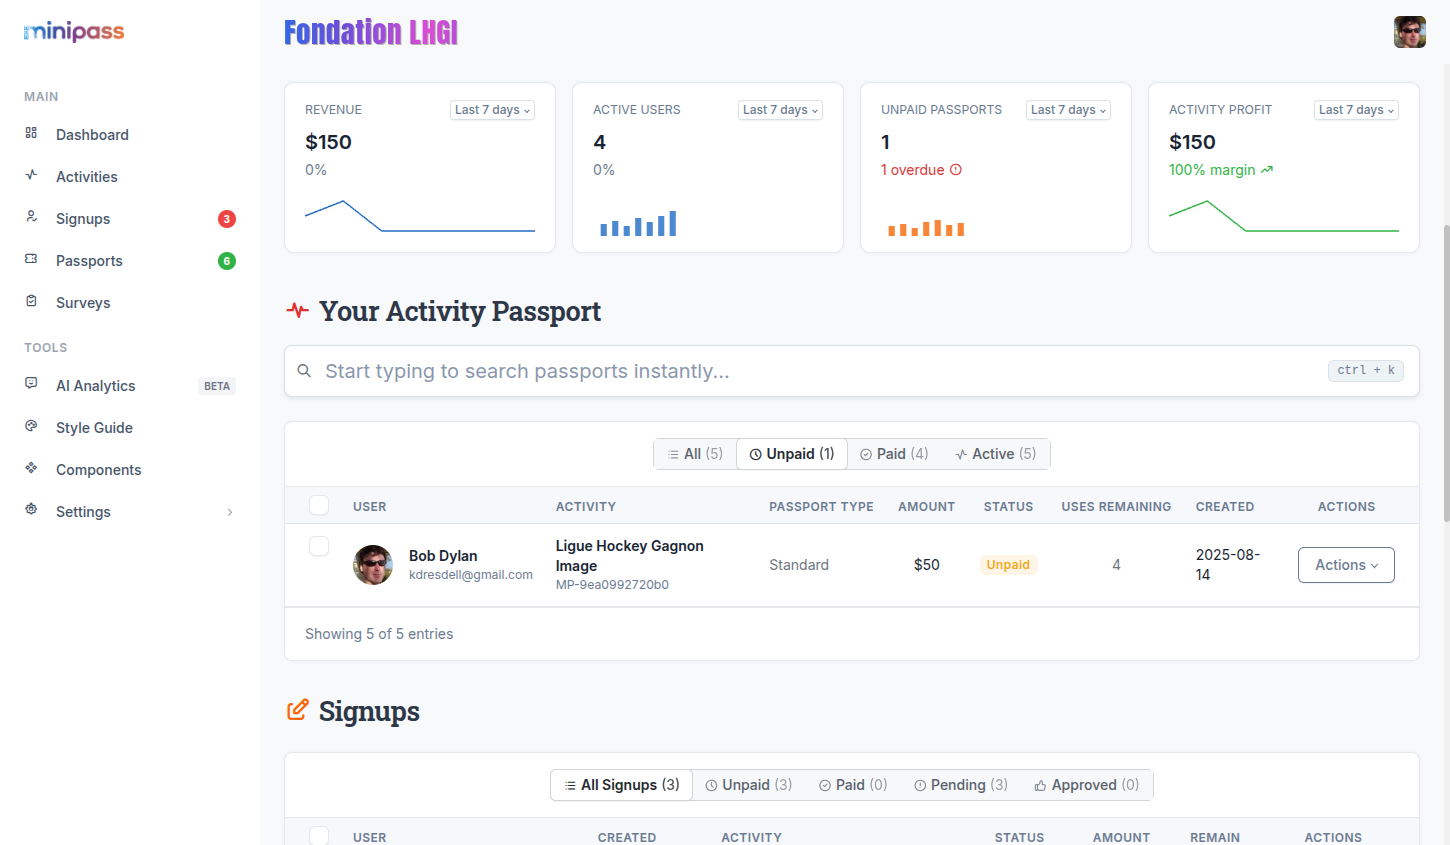 minipass
Fondation LHGI
MAIN
Dashboard
Activities
Signups 3
Passports 6
Surveys
TOOLS
AI Analytics BETA
Style Guide
Components
Settings
REVENUE Last 7 days
$150
0%
ACTIVE USERS Last 7 days
4
0%
UNPAID PASSPORTS Last 7 days
1
1 overdue
ACTIVITY PROFIT Last 7 days
$150
100% margin
Your Activity Passport
Start typing to search passports instantly... ctrl + k
All (5) Unpaid (1) Paid (4) Active (5)
USER ACTIVITY PASSPORT TYPE AMOUNT STATUS USES REMAINING CREATED ACTIONS
Bob Dylan
kdresdell@gmail.com
Ligue Hockey Gagnon
Image
MP-9ea0992720b0
Standard
$50
Unpaid
4
2025-08-
14
Actions
Showing 5 of 5 entries
Signups
All Signups (3) Unpaid (3) Paid (0) Pending (3) Approved (0)
USER CREATED ACTIVITY STATUS AMOUNT REMAIN ACTIONS